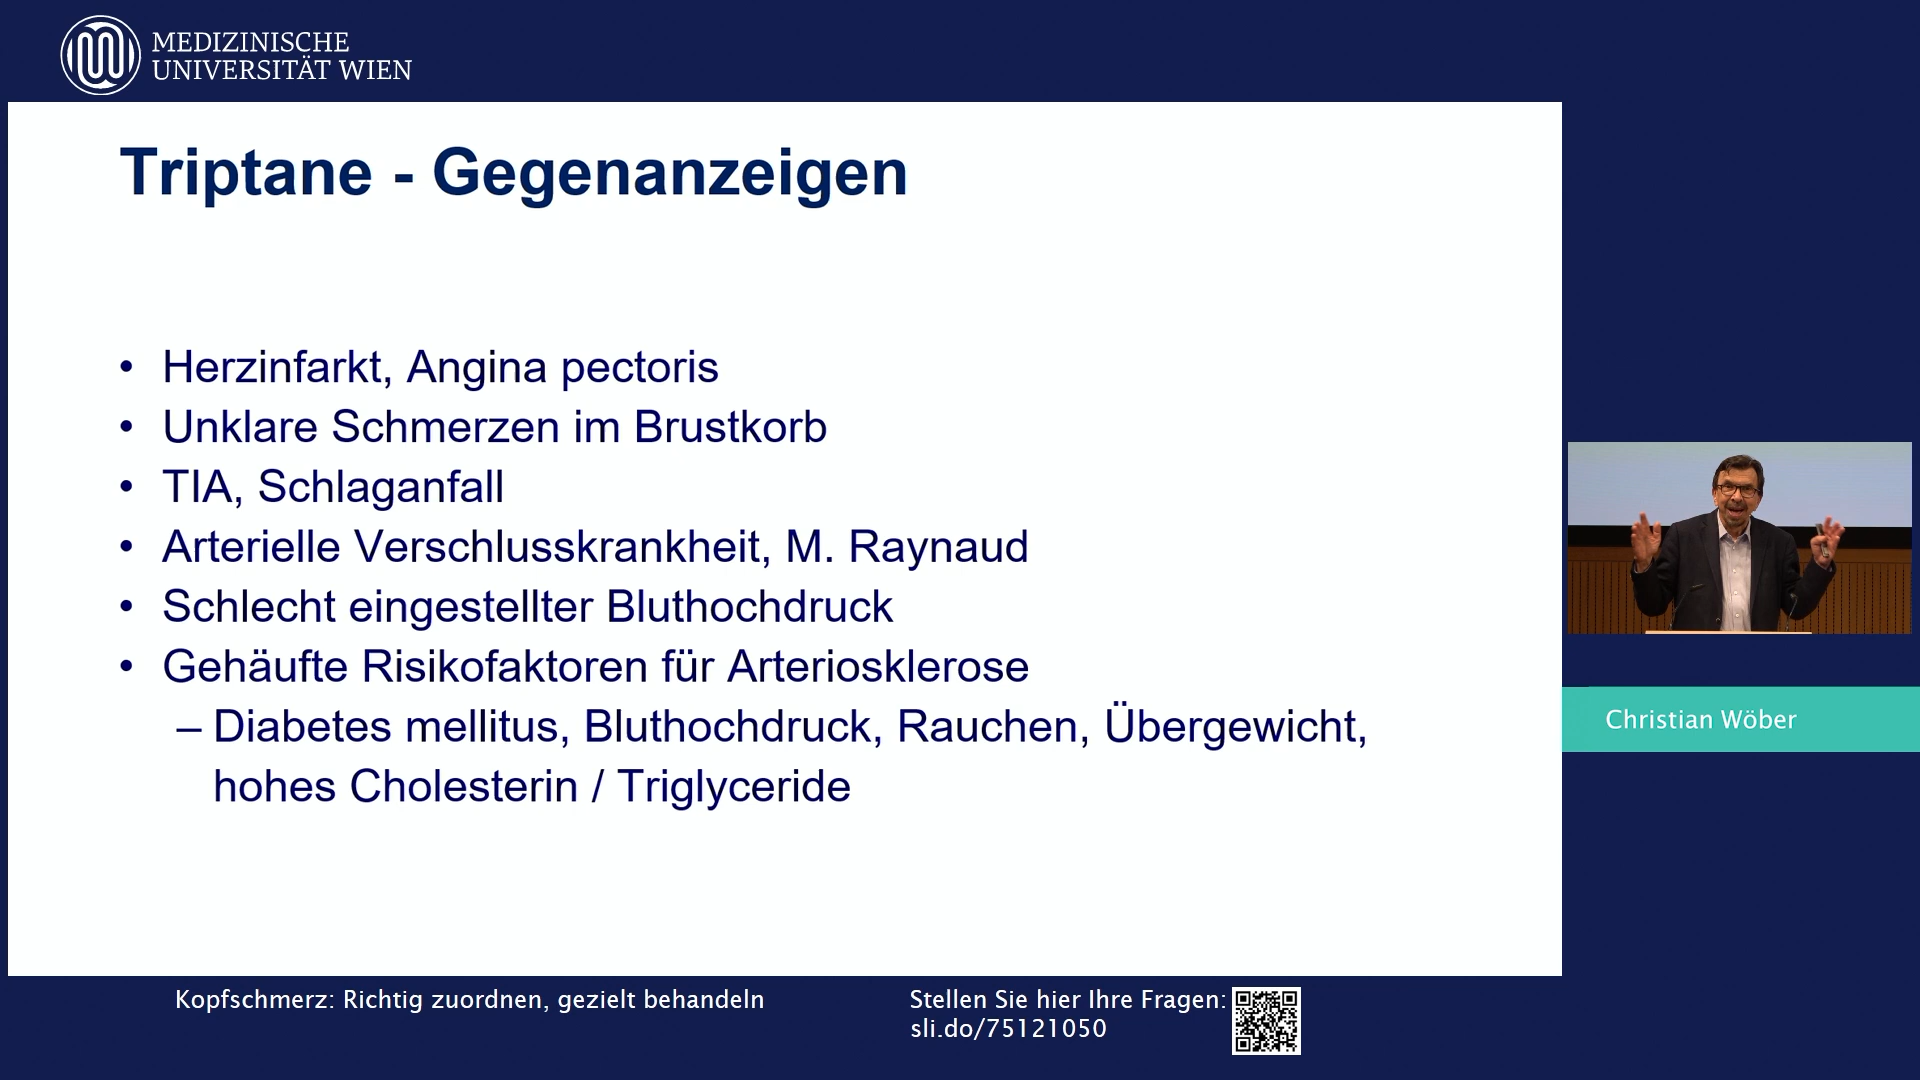 MEDIZINISCHE
UNIVERSITÄT WIEN
Triptane - Gegenanzeigen
• Herzinfarkt, Angina pectoris
• Unklare Schmerzen im Brustkorb
• TIA, Schlaganfall
• Arterielle Verschlusskrankheit, M. Raynaud
• Schlecht eingestellter Bluthochdruck
• Gehäufte Risikofaktoren für Arteriosklerose
– Diabetes mellitus, Bluthochdruck, Rauchen, Übergewicht,
hohes Cholesterin / Triglyceride
Christian Wöber
Kopfschmerz: Richtig zuordnen, gezielt behandeln
Stellen Sie hier Ihre Fragen:
sli.do/75121050